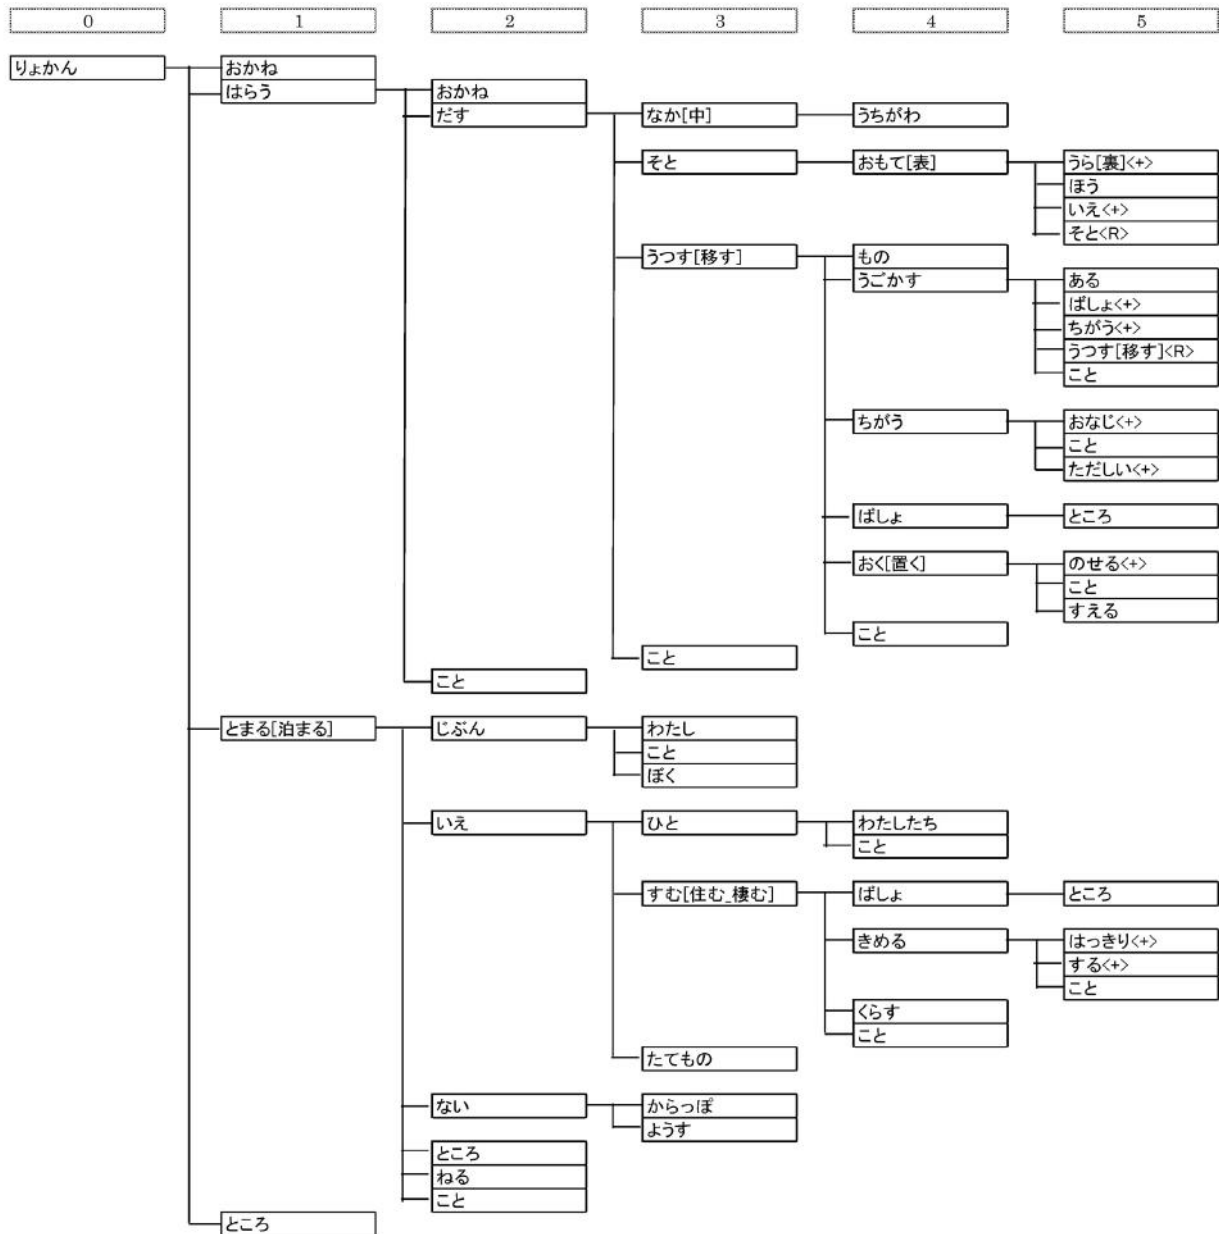 0 1 2 3 4 5
りょかん おかね
はらう おかね
だす なか[中] うちがわ
そと おもて[表] うら[裏]<+>
ほう
いえ<+>
そと<R>
うつす[移す] もの
うごかす ある
ばしょ<+>
ちがう<+>
うつす[移す]<R>
こと
ちがう おなじ<+>
こと
ただしい<+>
ばしょ ところ
おく[置く] のせる<+>
こと
すえる
こと
こと
こと
とまる[泊まる] じぶん わたし
こと
ぼく
いえ ひと わたしたち
こと
すむ[住む_棲む] ばしょ ところ
きめる はっきり<+>
する<+>
こと
くらす
こと
たてもの
ない からっぽ
ようす
ところ
ねる
こと
ところ